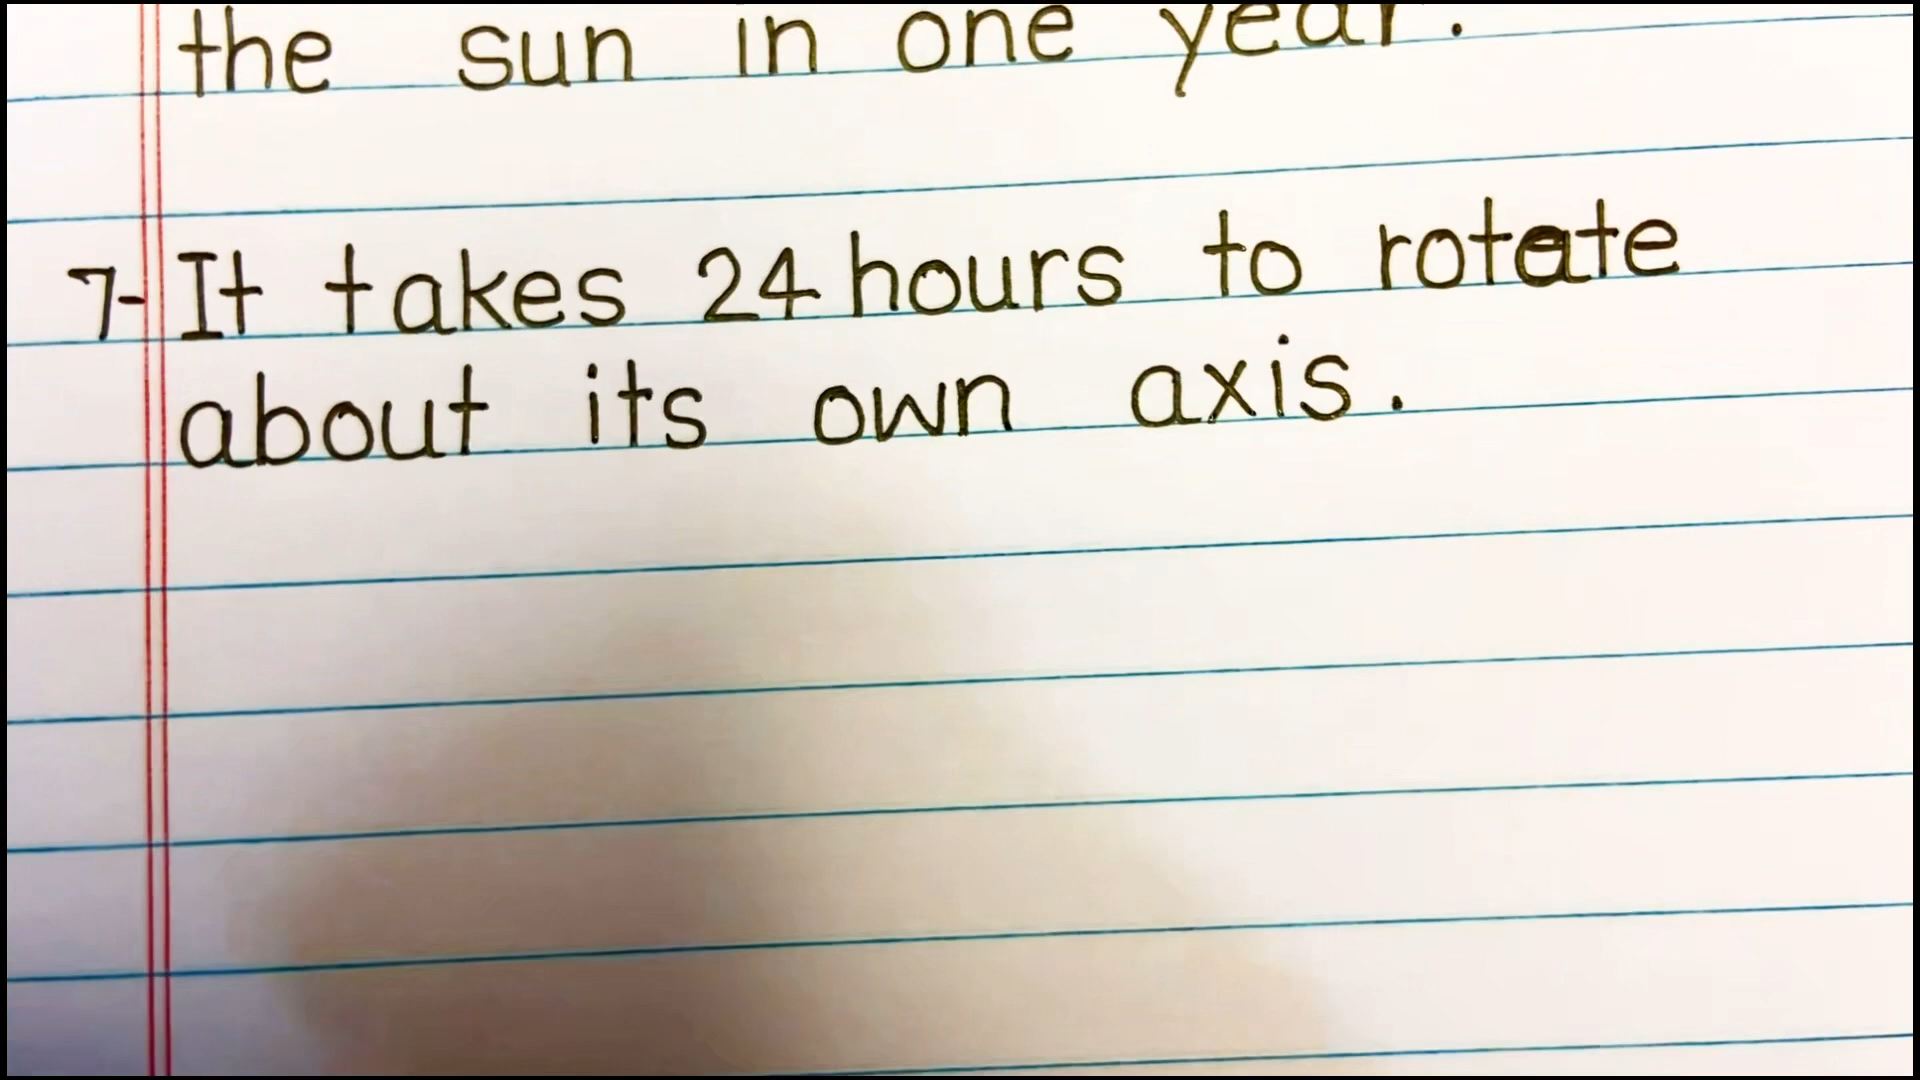 the sun in one year.
7- It takes 24 hours to rotate
about its own axis.